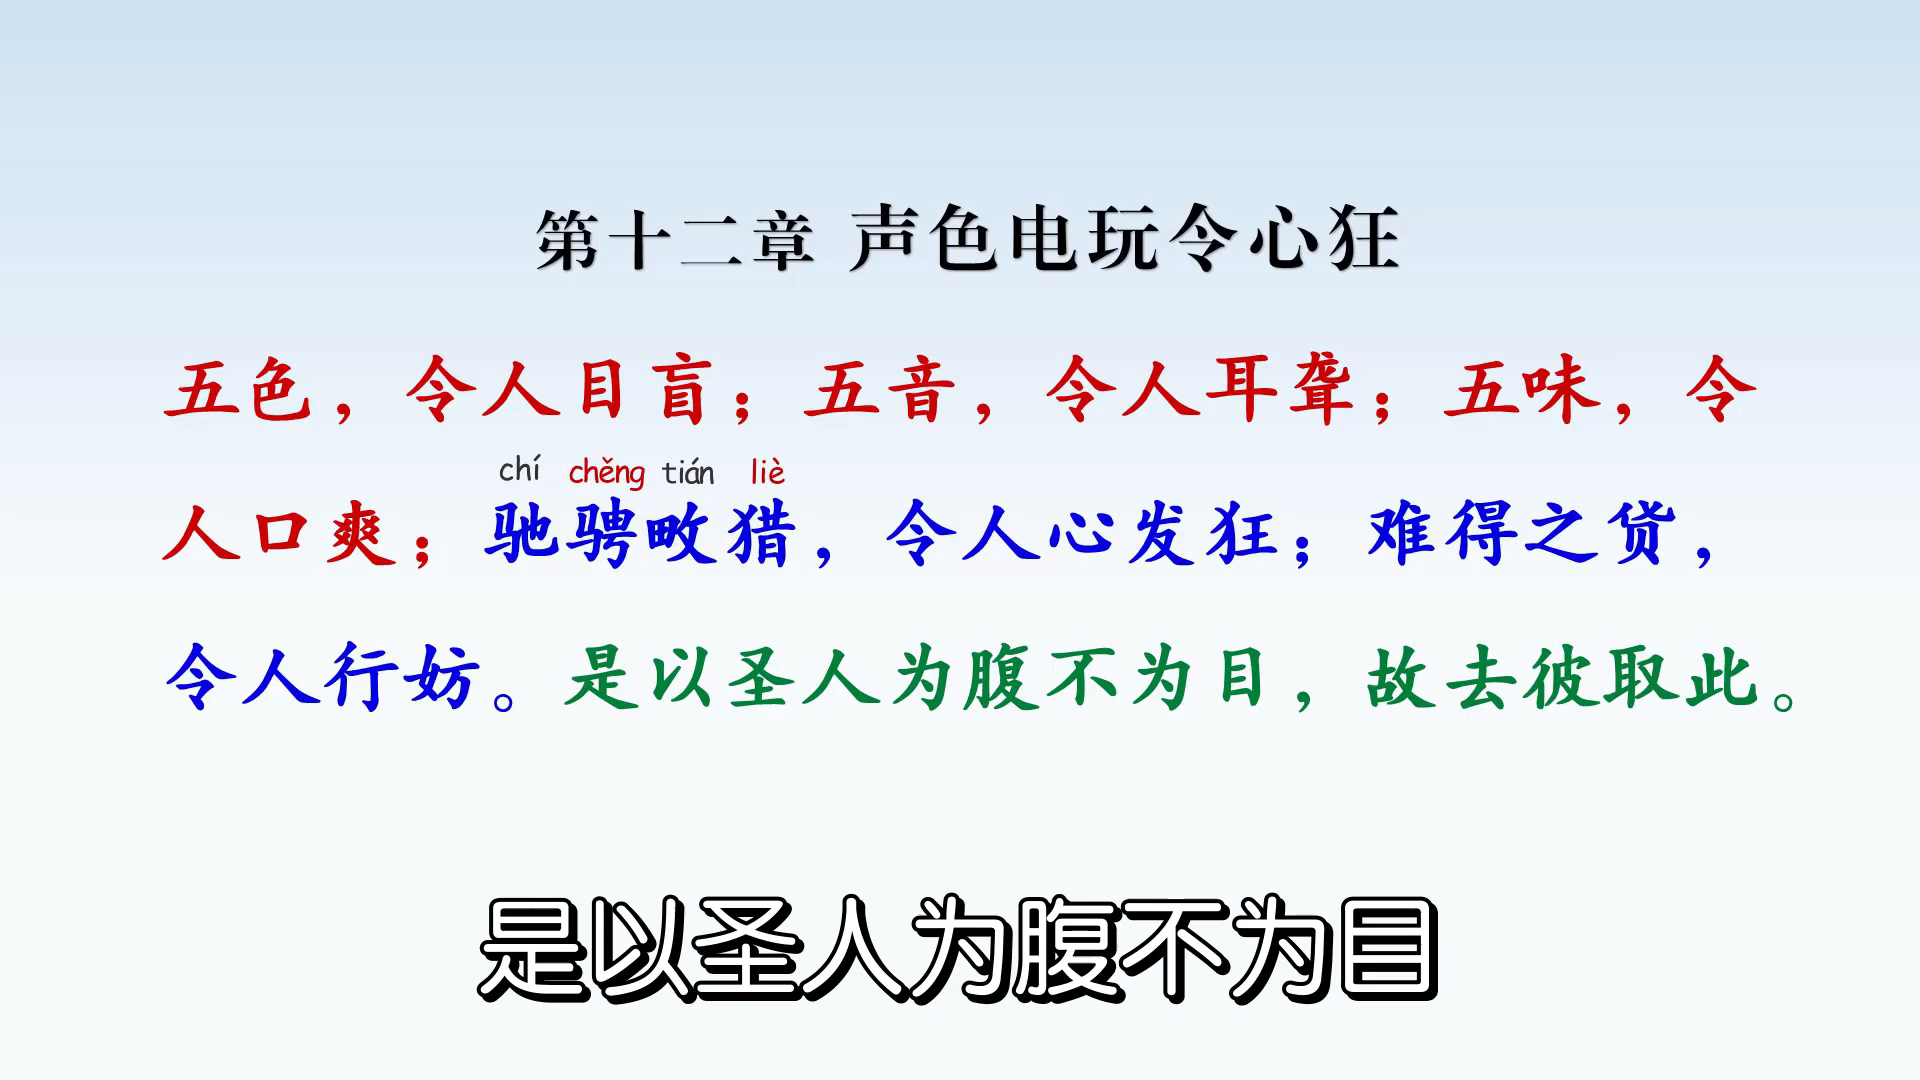 第十二章 声色电玩令心狂
五色，令人目盲；五音，令人耳聋；五味，令
chí chěng tián liè
人口爽；驰骋畋猎，令人心发狂；难得之贷，
令人行妨。是以圣人为腹不为目，故去彼取此。
是以圣人为腹不为目